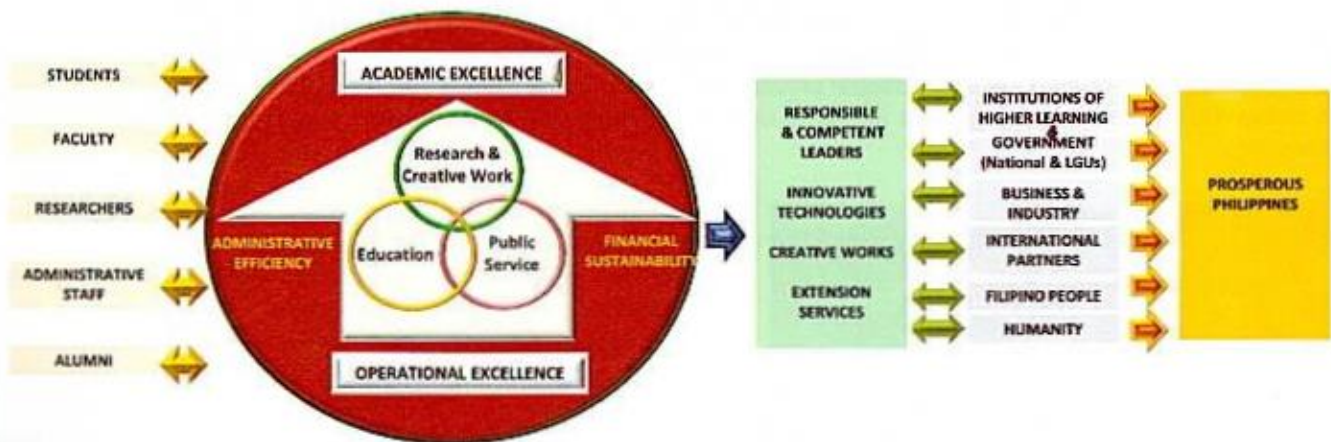 STUDENTS
FACULTY
RESEARCHERS
ADMINISTRATIVE
STAFF
ALUMNI
ACADEMIC EXCELLENCE
Research &
Creative Work
Education
Public
Service
ADMINISTRATIVE
EFFICIENCY
FINANCIAL
SUSTAINABILITY
OPERATIONAL EXCELLENCE
RESPONSIBLE
& COMPETENT
LEADERS
INNOVATIVE
TECHNOLOGIES
CREATIVE WORKS
EXTENSION
SERVICES
INSTITUTIONS OF
HIGHER LEARNING
&
GOVERNMENT
(National & LGUs)
BUSINESS &
INDUSTRY
INTERNATIONAL
PARTNERS
FILIPINO PEOPLE
HUMANITY
PROSPEROUS
PHILIPPINES